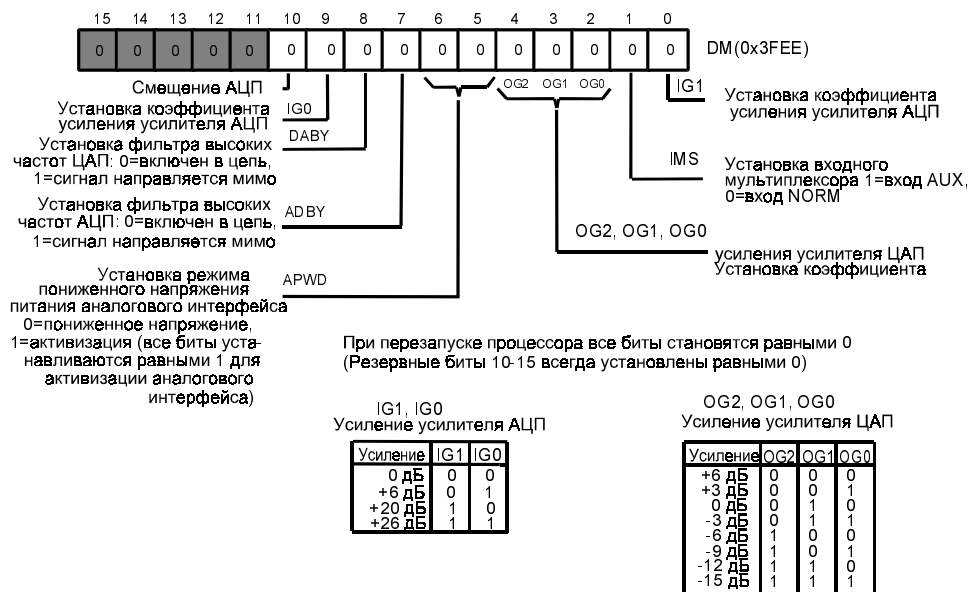 15 14 13 12 11 10 9 8 7 6 5 4 3 2 1 0
0 0 0 0 0 0 0 0 0 0 0 0 0 0 0 0 DM(0x3FEE)
OG2 OG1 OG0
Смещение АЦП
Установка коэффициента
усиления усилителя АЦП
IG0
Установка фильтра высоких
частот ЦАП: 0=включен в цепь,
1=сигнал направляется мимо
DABY
Установка фильтра высоких
частот АЦП: 0=включен в цепь,
1=сигнал направляется мимо
ADBY
Установка режима
пониженного напряжения
питания аналогового интерфейса
0=пониженное напряжение,
1=активизация (все биты уста-
навливаются равными 1 для
активизации аналогового
интерфейса)
APWD
IG1
Установка коэффициента
усиления усилителя АЦП
IMS
Установка входного
мультиплексора 1=вход AUX,
0=вход NORM
OG2, OG1, OG0
усиления усилителя ЦАП
Установка коэффициента
При перезапуске процессора все биты становятся равными 0
(Резервные биты 10-15 всегда установлены равными 0)
IG1, IG0
Усиление усилителя АЦП
Усиление IG1 IG0
0 дБ 0 0
+6 дБ 0 1
+20 дБ 1 0
+26 дБ 1 1
OG2, OG1, OG0
Усиление усилителя ЦАП
Усиление OG2 OG1 OG0
+6 дБ 0 0 0
+3 дБ 0 0 1
0 дБ 0 1 0
-3 дБ 0 1 1
-6 дБ 1 0 0
-9 дБ 1 0 1
-12 дБ 1 1 0
-15 дБ 1 1 1